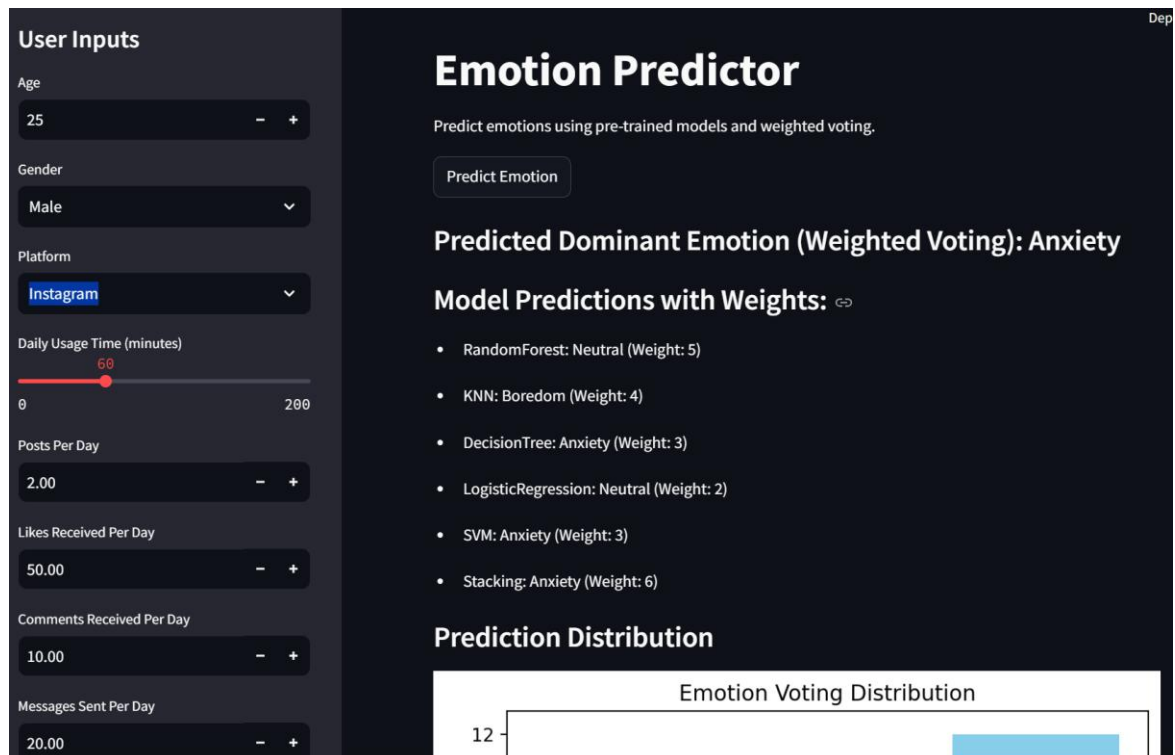 User Inputs
Age
25
Gender
Male
Platform
Instagram
Daily Usage Time (minutes)
60
0 200
Posts Per Day
2.00
Likes Received Per Day
50.00
Comments Received Per Day
10.00
Messages Sent Per Day
20.00
Dep
Emotion Predictor
Predict emotions using pre-trained models and weighted voting.
Predict Emotion
Predicted Dominant Emotion (Weighted Voting): Anxiety
Model Predictions with Weights:
• RandomForest: Neutral (Weight: 5)
• KNN: Boredom (Weight: 4)
• DecisionTree: Anxiety (Weight: 3)
• LogisticRegression: Neutral (Weight: 2)
• SVM: Anxiety (Weight: 3)
• Stacking: Anxiety (Weight: 6)
Prediction Distribution
Emotion Voting Distribution
12